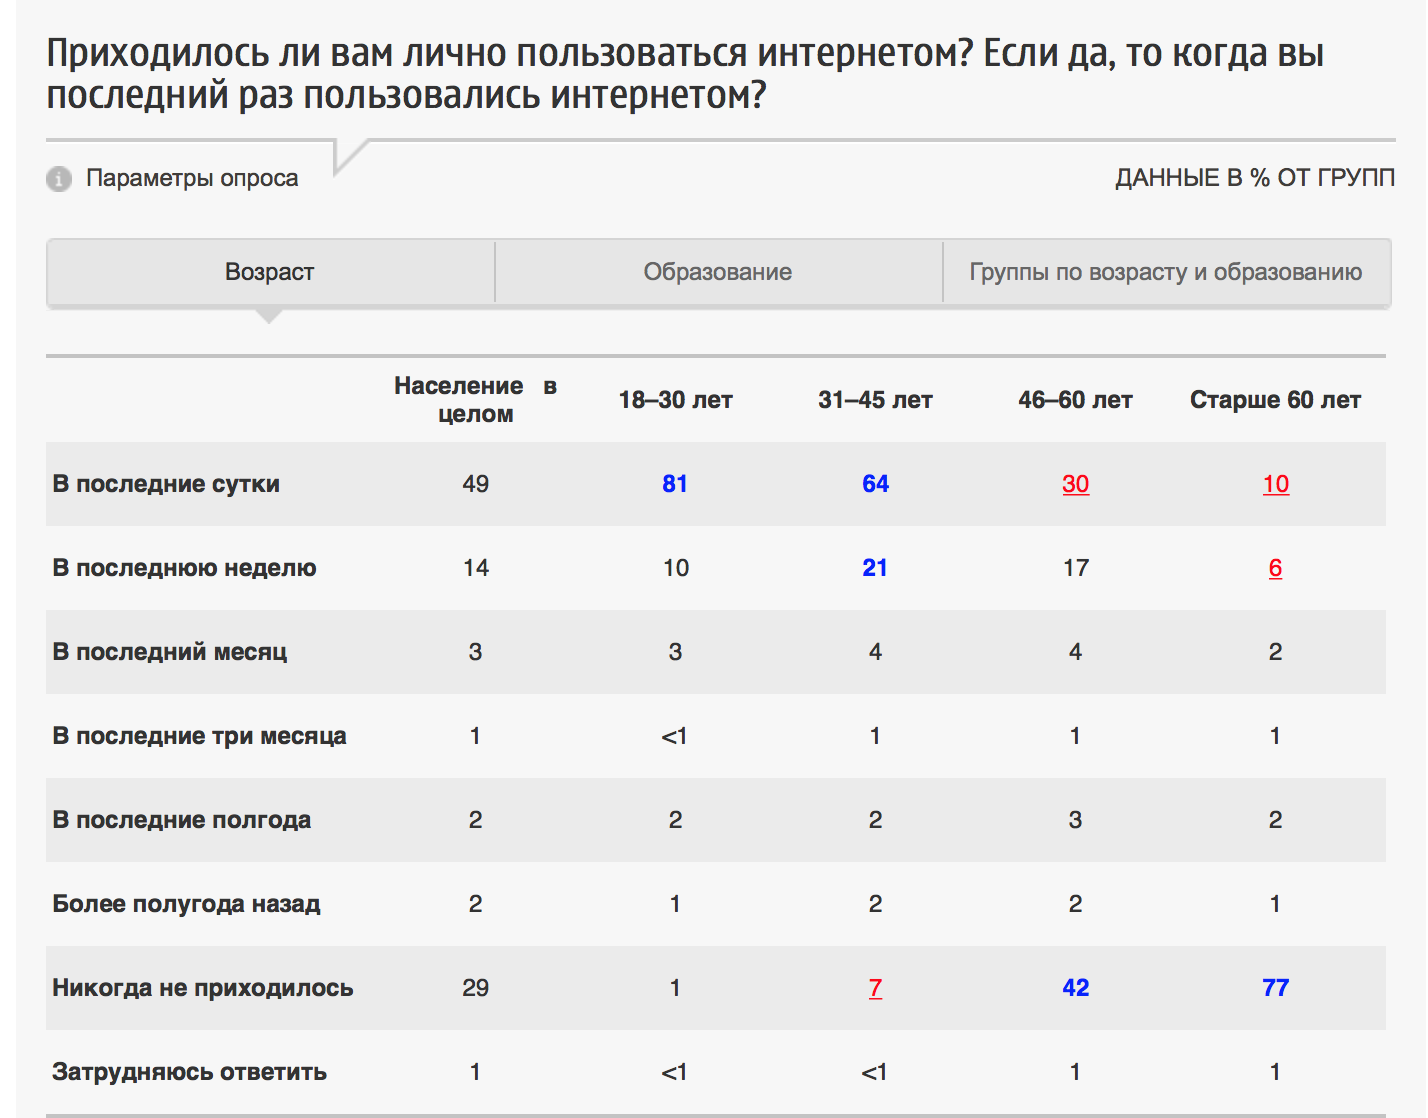 Приходилось ли вам лично пользоваться интернетом? Если да, то когда вы
последний раз пользовались интернетом?
i Параметры опроса ДАННЫЕ В % ОТ ГРУПП
Возраст Образование Группы по возрасту и образованию
Население в целом 18–30 лет 31–45 лет 46–60 лет Старше 60 лет
В последние сутки 49 81 64 30 10
В последнюю неделю 14 10 21 17 6
В последний месяц 3 3 4 4 2
В последние три месяца 1 <1 1 1 1
В последние полгода 2 2 2 3 2
Более полугода назад 2 1 2 2 1
Никогда не приходилось 29 1 7 42 77
Затрудняюсь ответить 1 <1 <1 1 1